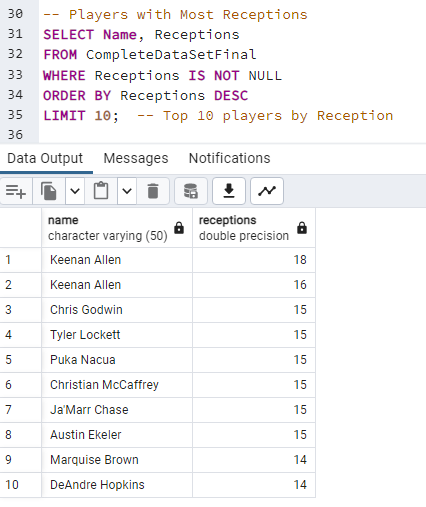 30 -- Players with Most Receptions
31 SELECT Name, Receptions
32 FROM CompleteDataSetFinal
33 WHERE Receptions IS NOT NULL
34 ORDER BY Receptions DESC
35 LIMIT 10;  -- Top 10 players by Reception
36
Data Output Messages Notifications
name receptions
character varying (50) double precision
1 Keenan Allen 18
2 Keenan Allen 16
3 Chris Godwin 15
4 Tyler Lockett 15
5 Puka Nacua 15
6 Christian McCaffrey 15
7 Ja'Marr Chase 15
8 Austin Ekeler 15
9 Marquise Brown 14
10 DeAndre Hopkins 14